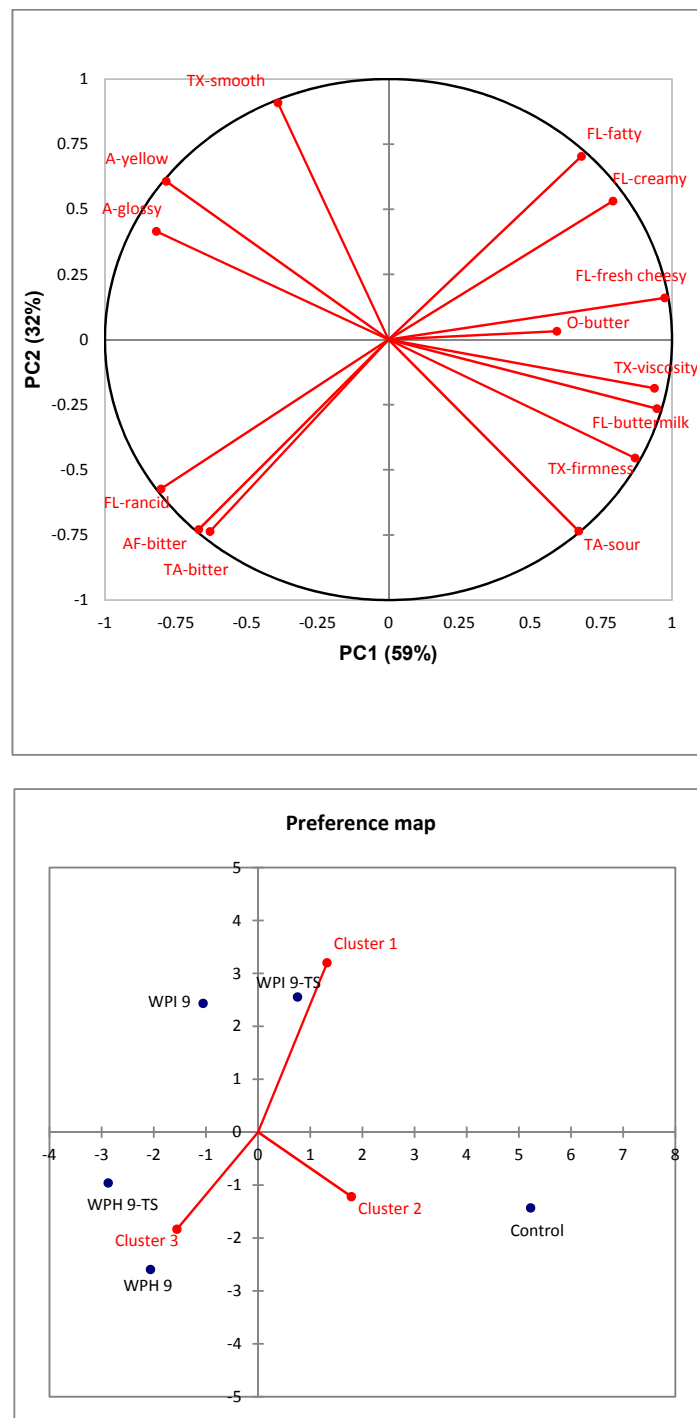 TX-smooth
1
FL-fatty
0.75
A-yellow
FL-creamy
0.5
A-glossy
FL-fresh cheesy
0.25
O-butter
PC2 (32%)
0
TX-viscosity
-0.25
FL-buttermilk
TX-firmness
-0.5
FL-rancid
AF-bitter
TA-sour
-0.75
TA-bitter
-1
-1 -0.75 -0.5 -0.25 0 0.25 0.5 0.75 1
PC1 (59%)
Preference map
5
4
Cluster 1
3
WPI 9-TS
WPI 9
2
1
0
-4 -3 -2 -1 0 1 2 3 4 5 6 7 8
-1
WPH 9-TS
Cluster 2
Control
Cluster 3
-2
WPH 9
-3
-4
-5